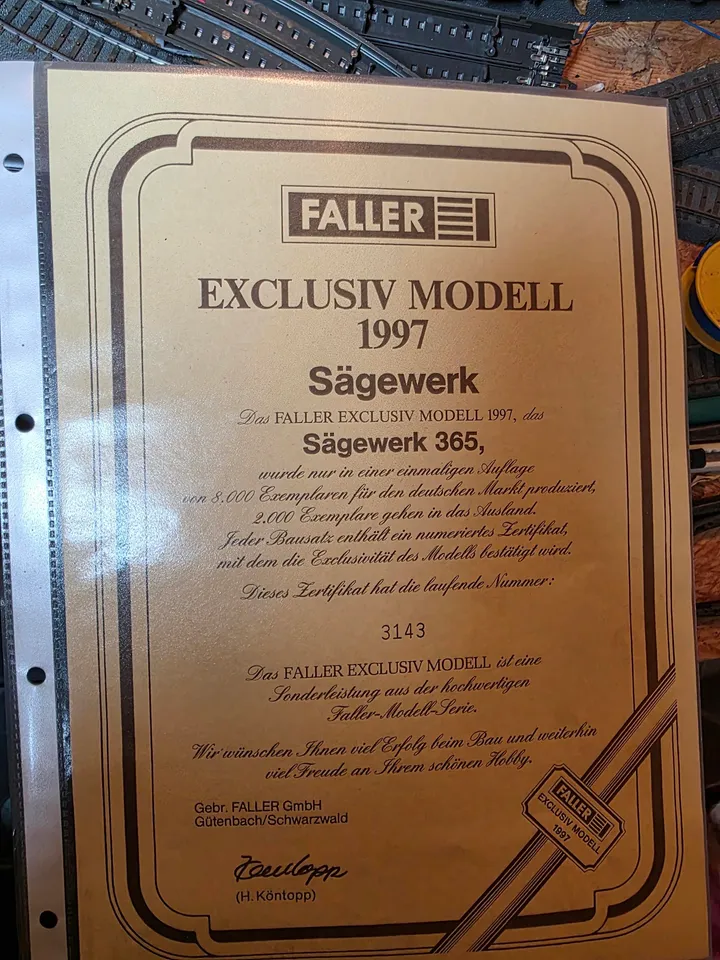 FALLER
EXCLUSIV MODELL
1997
Sägewerk
Das FALLER EXCLUSIV MODELL 1997, das
Sägewerk 365,
wurde nur in einer einmaligen Auflage
von 8.000 Exemplaren für den deutschen Markt produziert,
2.000 Exemplare gehen in das Ausland.
Jeder Bausatz enthält ein numeriertes Zertifikat,
mit dem die Exclusivität des Modells bestätigt wird.
Dieses Zertifikat hat die laufende Nummer:
3143
Das FALLER EXCLUSIV MODELL ist eine
Sonderleistung aus der hochwertigen
Faller-Modell-Serie.
Wir wünschen Ihnen viel Erfolg beim Bau und weiterhin
viel Freude an Ihrem schönen Hobby.
Gebr. FALLER GmbH
Gütenbach/Schwarzwald
Köntopp
(H. Köntopp)
FALLER
EXCLUSIV MODELL
1997